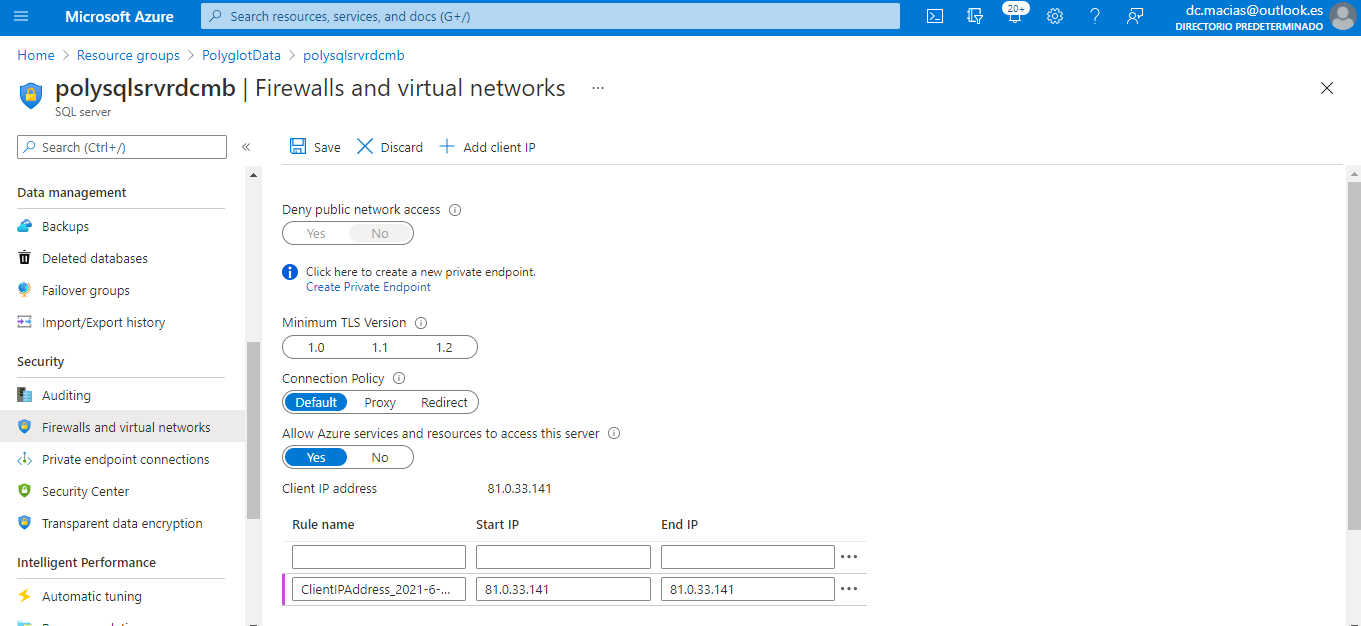 Microsoft Azure
Search resources, services, and docs (G+/)
20+
dc.macias@outlook.es
DIRECTORIO PREDETERMINADO
Home > Resource groups > PolyglotData > polysqlsrvrdcmb
polysqlsrvrdcmb | Firewalls and virtual networks ...
SQL server
Search (Ctrl+/)
«
Save
Discard
Add client IP
Data management
Backups
Deleted databases
Failover groups
Import/Export history
Security
Auditing
Firewalls and virtual networks
Private endpoint connections
Security Center
Transparent data encryption
Intelligent Performance
Automatic tuning
Deny public network access
Yes No
Click here to create a new private endpoint.
Create Private Endpoint
Minimum TLS Version
1.0 1.1 1.2
Connection Policy
Default Proxy Redirect
Allow Azure services and resources to access this server
Yes No
Client IP address 81.0.33.141
Rule name Start IP End IP
ClientIPAddress_2021-6-... 81.0.33.141 81.0.33.141